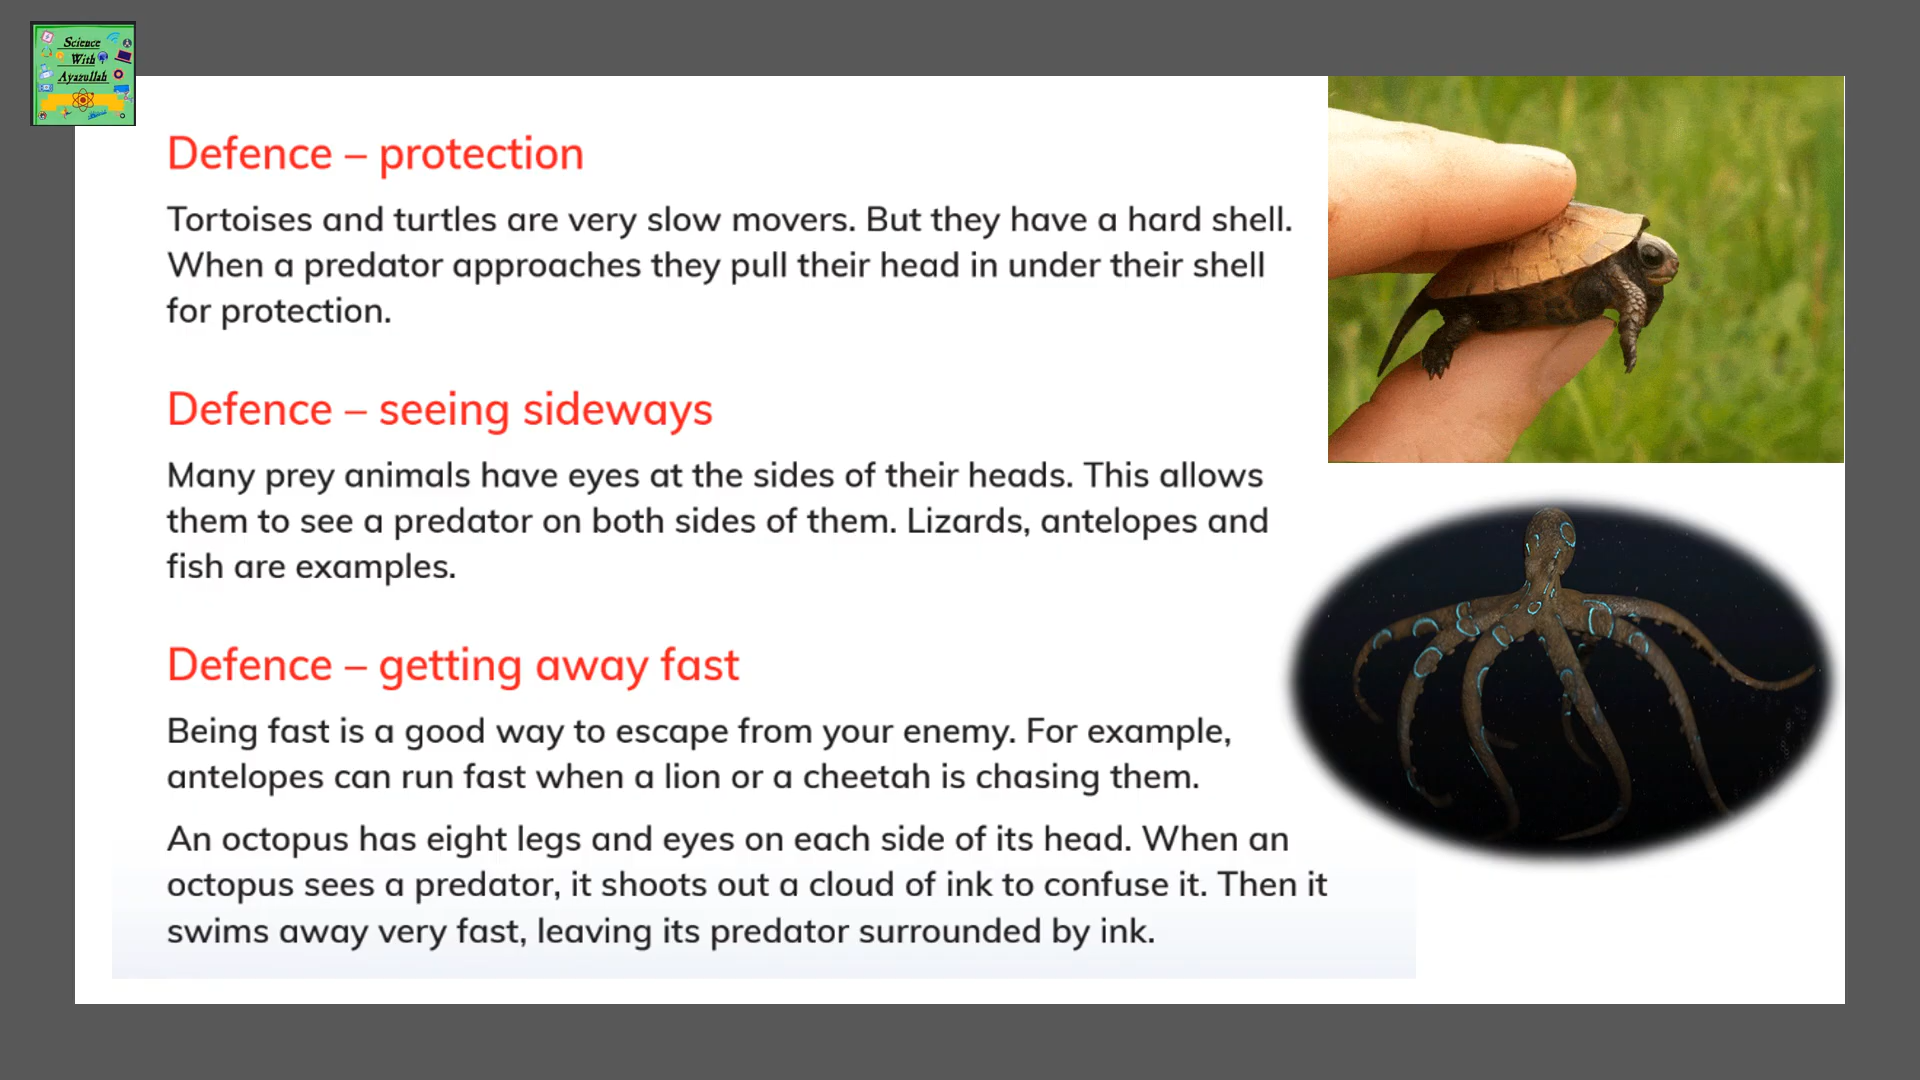 Science
With
Ayazullah
Defence – protection
Tortoises and turtles are very slow movers. But they have a hard shell.
When a predator approaches they pull their head in under their shell
for protection.
Defence – seeing sideways
Many prey animals have eyes at the sides of their heads. This allows
them to see a predator on both sides of them. Lizards, antelopes and
fish are examples.
Defence – getting away fast
Being fast is a good way to escape from your enemy. For example,
antelopes can run fast when a lion or a cheetah is chasing them.
An octopus has eight legs and eyes on each side of its head. When an
octopus sees a predator, it shoots out a cloud of ink to confuse it. Then it
swims away very fast, leaving its predator surrounded by ink.